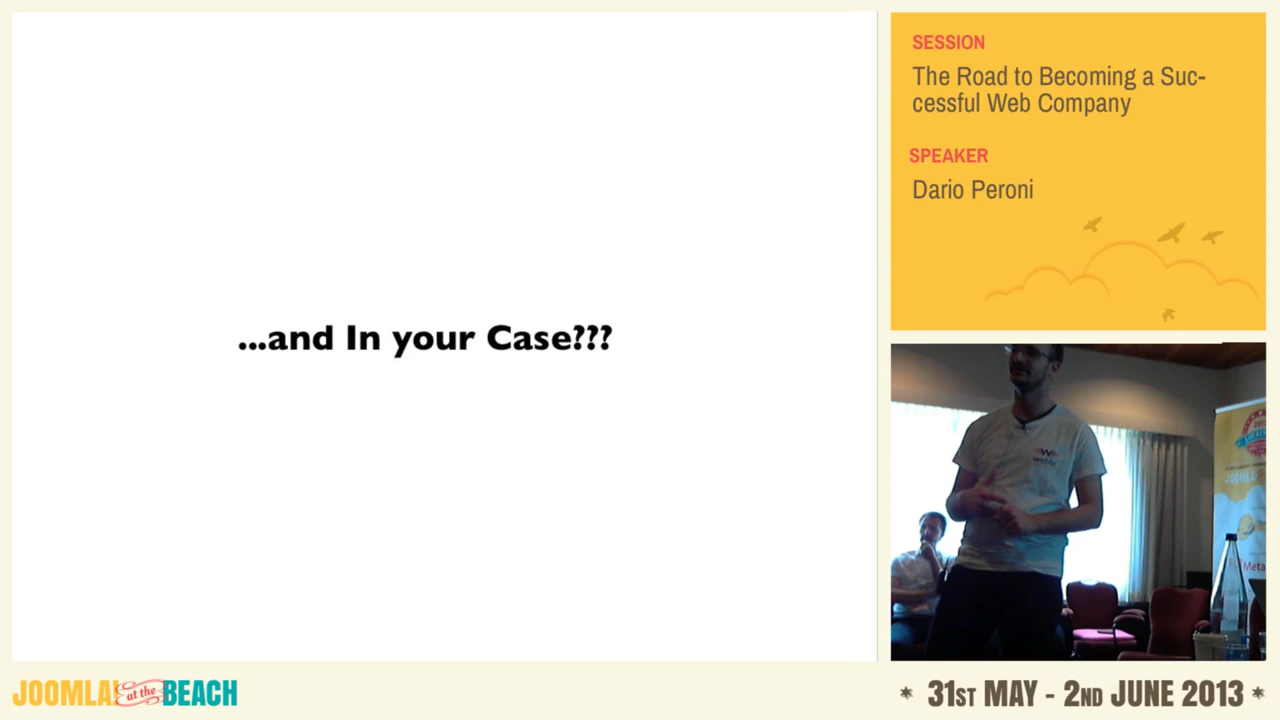 ...and In your Case???
SESSION
The Road to Becoming a Suc-
cessful Web Company
SPEAKER
Dario Peroni
JOOMLA! at the BEACH
* 31ST MAY - 2ND JUNE 2013 *